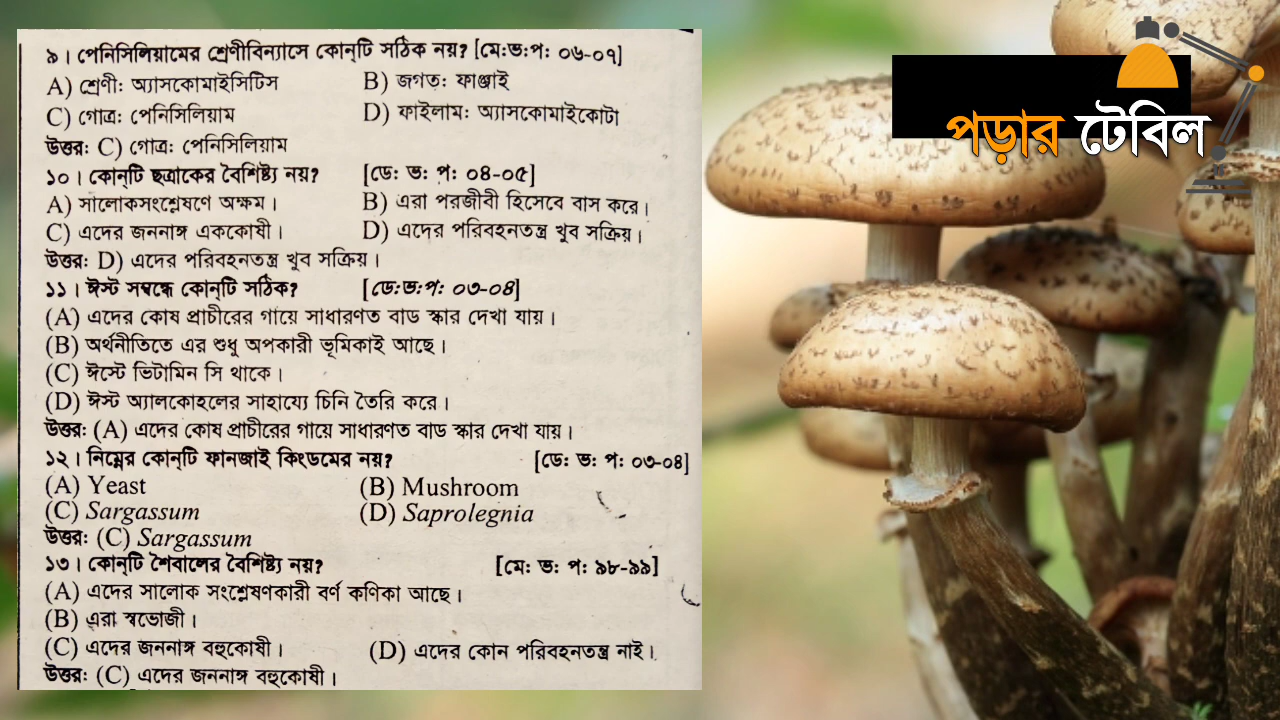 ৯। পেনিসিলিয়ামের শ্রেণীবিন্যাসে কোন্‌টি সঠিক নয়? [মে:ভ:প: ০৬-০৭]
A) শ্রেণী: অ্যাসকোমাইসিটিস B) জগত্: ফাঞ্জাই
C) গোত্র: পেনিসিলিয়াম D) ফাইলাম: অ্যাসকোমাইকোটা
উত্তর: C) গোত্র: পেনিসিলিয়াম
১০। কোন্‌টি ছত্রাকের বৈশিষ্ট্য নয়? [ডে: ভ: প: ০৪-০৫]
A) সালোকসংশ্লেষণে অক্ষম। B) এরা পরজীবী হিসেবে বাস করে।
C) এদের জননাঙ্গ এককোষী। D) এদের পরিবহনতন্ত্র খুব সক্রিয়।
উত্তর: D) এদের পরিবহনতন্ত্র খুব সক্রিয়।
১১। ঈস্ট সম্বন্ধে কোন্‌টি সঠিক? [ডে:ভ:প: ০৩-০৪]
(A) এদের কোষ প্রাচীরের গায়ে সাধারণত বাড স্কার দেখা যায়।
(B) অর্থনীতিতে এর শুধু অপকারী ভূমিকাই আছে।
(C) ঈস্টে ভিটামিন সি থাকে।
(D) ঈস্ট অ্যালকোহলের সাহায্যে চিনি তৈরি করে।
উত্তর: (A) এদের কোষ প্রাচীরের গায়ে সাধারণত বাড স্কার দেখা যায়।
১২। নিম্নের কোন্‌টি ফানজাই কিংডমের নয়? [ডে: ভ: প: ০৩-০৪]
(A) Yeast (B) Mushroom
(C) Sargassum (D) Saprolegnia
উত্তর: (C) Sargassum
১৩। কোন্‌টি শৈবালের বৈশিষ্ট্য নয়? [মে: ভ: প: ৯৮-৯৯]
(A) এদের সালোক সংশ্লেষণকারী বর্ণ কণিকা আছে।
(B) এরা স্বভোজী।
(C) এদের জননাঙ্গ বহুকোষী। (D) এদের কোন পরিবহনতন্ত্র নাই।
উত্তর: (C) এদের জননাঙ্গ বহুকোষী।
পড়ার টেবিল